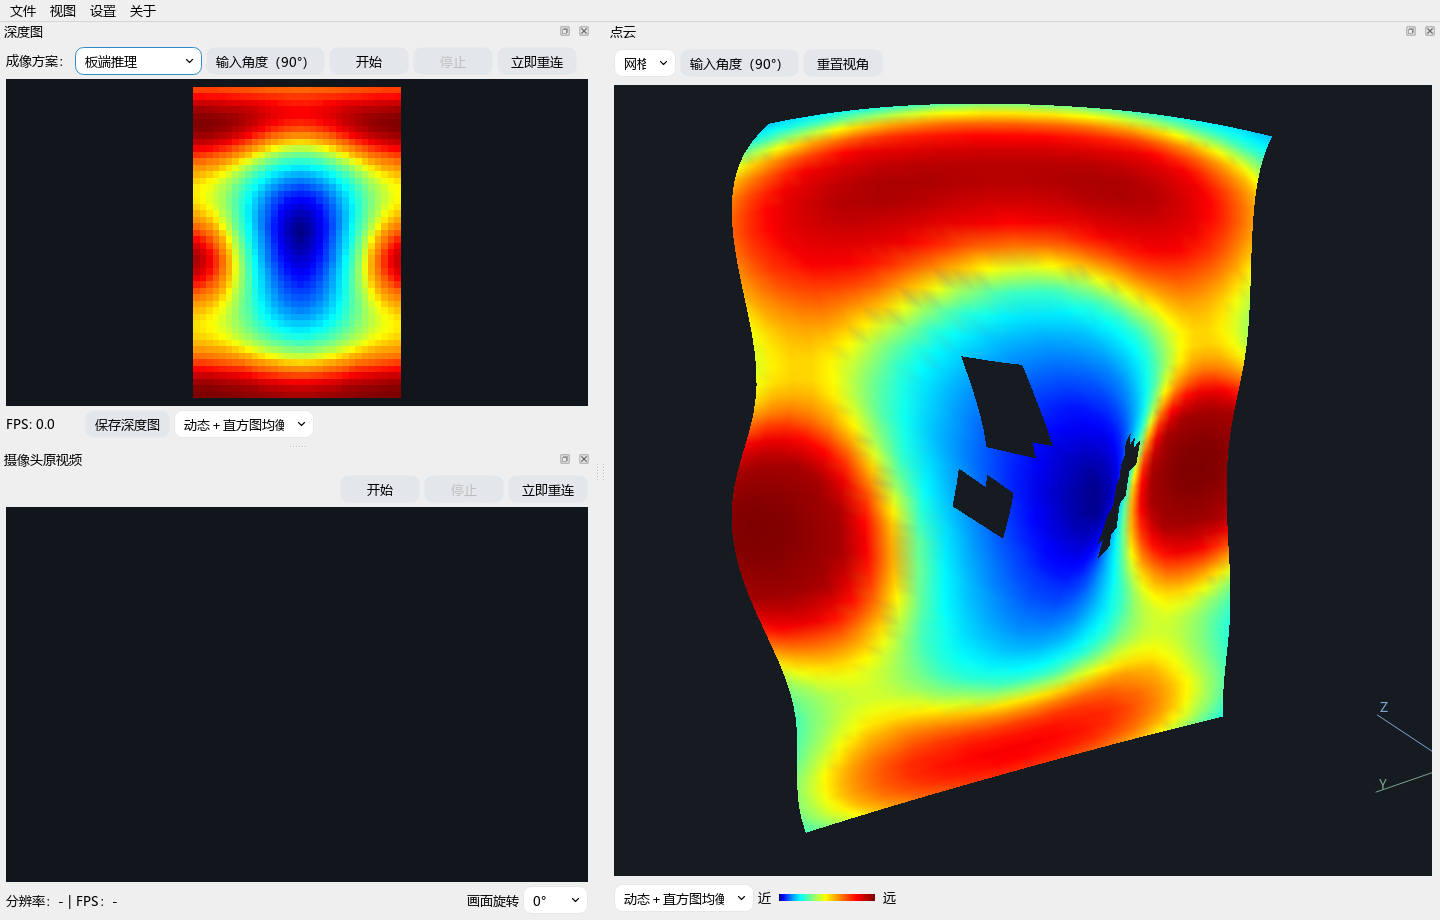 文件 视图 设置 关于
深度图
成像方案： 板端推理 输入角度（90°） 开始 停止 立即重连
FPS: 0.0 保存深度图 动态 + 直方图均衡
摄像头原视频
开始 停止 立即重连
分辨率： - | FPS： -
画面旋转 0°
点云
网格 输入角度（90°） 重置视角
Z
Y
动态 + 直方图均衡 近 远